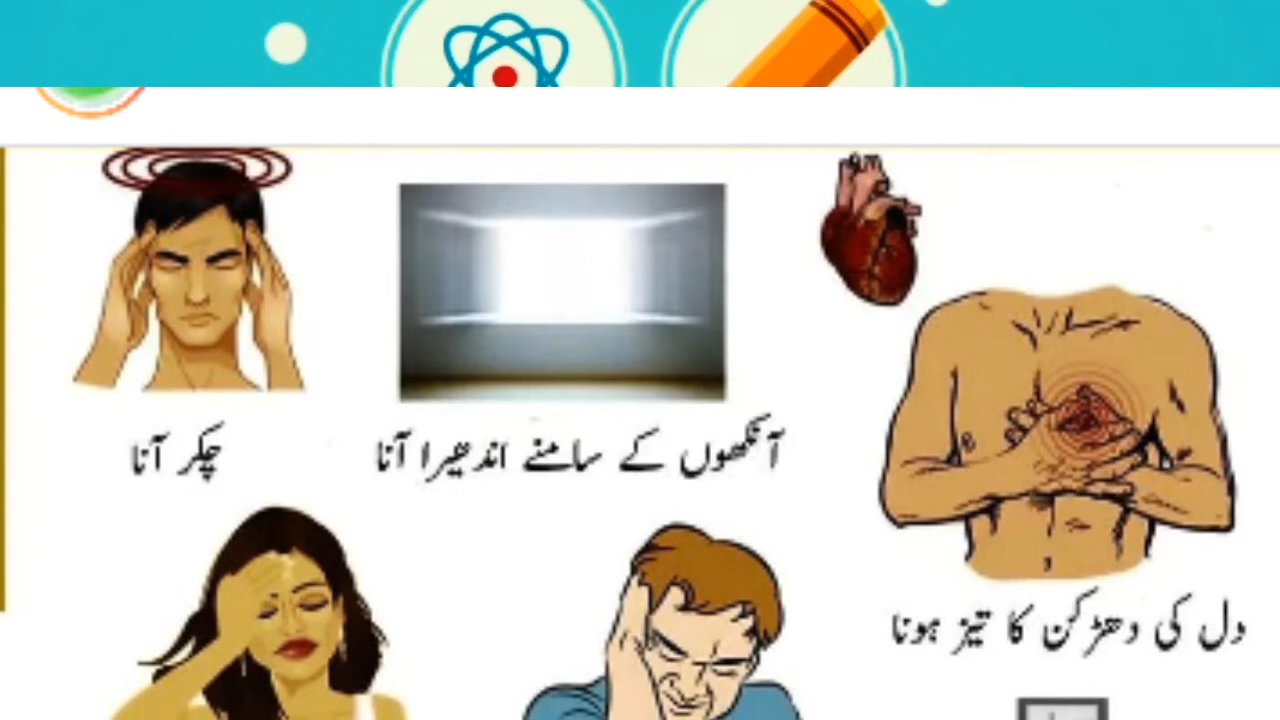 آنکھوں کے سامنے اندھیرا آنا
چکر آنا
دل کی دھڑکن کا تیز ہونا